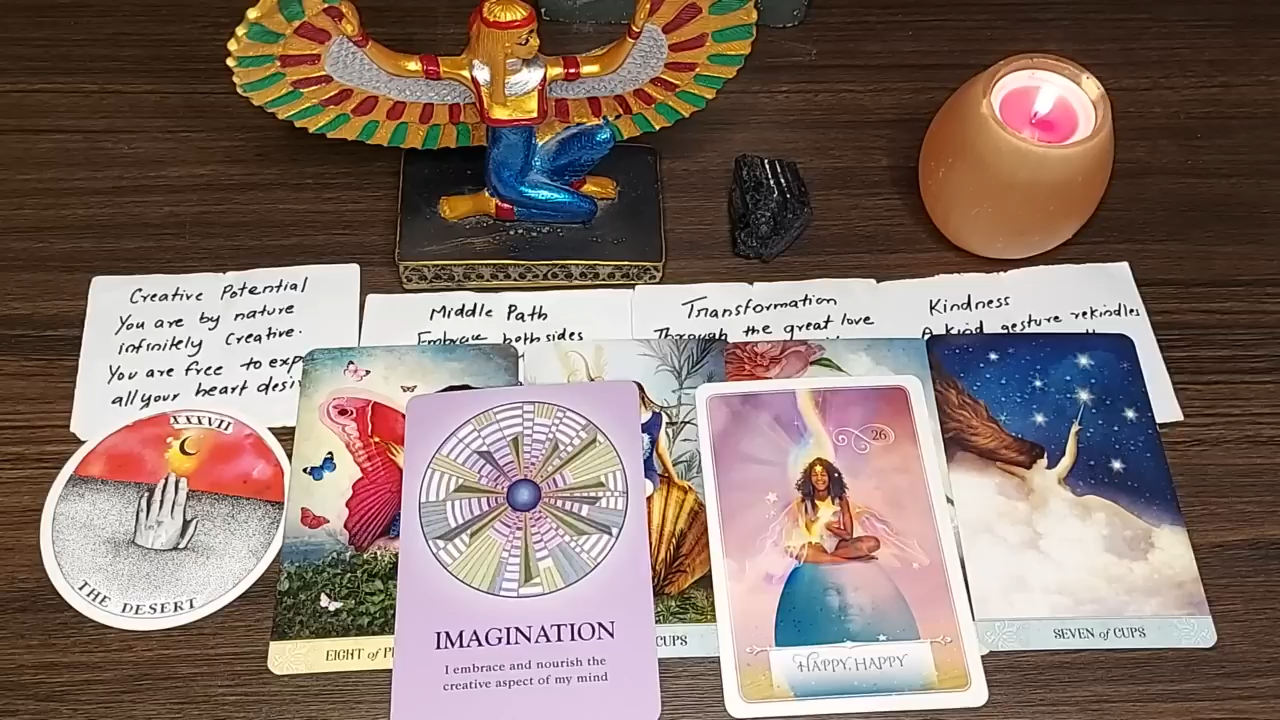 Creative Potential
You are by nature
infinitely Creative.
You are free to exp
all your heart desi
Middle Path
Embrace both sides
Transformation
Through the great love
Kindness
A kind gesture rekindles
XXXVII
THE DESERT
EIGHT of P
IMAGINATION
I embrace and nourish the
creative aspect of my mind
CUPS
26
HAPPY, HAPPY
SEVEN of CUPS